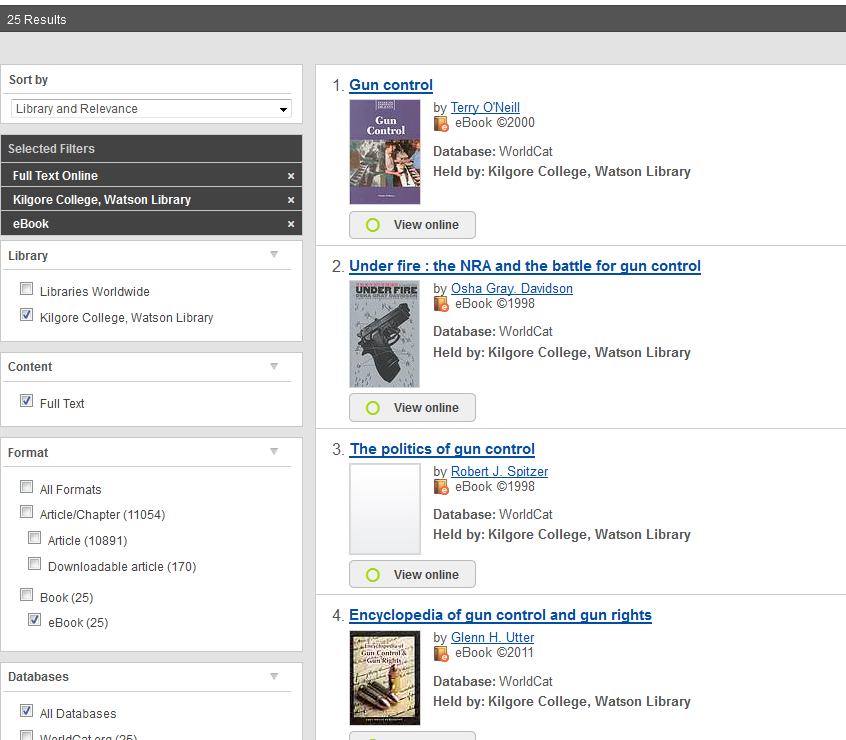 25 Results
Sort by
Library and Relevance
Selected Filters
Full Text Online ×
Kilgore College, Watson Library ×
eBook ×
Library
Libraries Worldwide
Kilgore College, Watson Library
Content
Full Text
Format
All Formats
Article/Chapter (11054)
Article (10891)
Downloadable article (170)
Book (25)
eBook (25)
Databases
All Databases
WorldCat.org (25)
1. Gun control
Gun
Control
by Terry O'Neill
eBook ©2000
Database: WorldCat
Held by: Kilgore College, Watson Library
View online
2. Under fire : the NRA and the battle for gun control
UNDER FIRE
OSHA GRAY DAVIDSON
by Osha Gray. Davidson
eBook ©1998
Database: WorldCat
Held by: Kilgore College, Watson Library
View online
3. The politics of gun control
by Robert J. Spitzer
eBook ©1998
Database: WorldCat
Held by: Kilgore College, Watson Library
View online
4. Encyclopedia of gun control and gun rights
Encyclopedia of
Gun Control &
Gun Rights
by Glenn H. Utter
eBook ©2011
Database: WorldCat
Held by: Kilgore College, Watson Library